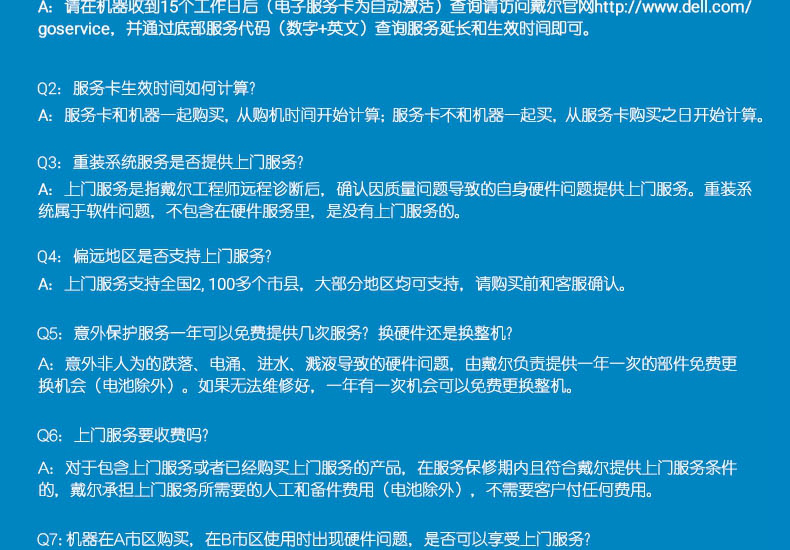 A：请在机器收到15个工作日后（电子服务卡为自动激活）查询请访问戴尔官网http://www.dell.com/
goservice，并通过底部服务代码（数字+英文）查询服务延长和生效时间即可。
Q2：服务卡生效时间如何计算？
A：服务卡和机器一起购买，从购机时间开始计算；服务卡不和机器一起买，从服务卡购买之日开始计算。
Q3：重装系统服务是否提供上门服务？
A：上门服务是指戴尔工程师远程诊断后，确认因质量问题导致的自身硬件问题提供上门服务。重装系
统属于软件问题，不包含在硬件服务里，是没有上门服务的。
Q4：偏远地区是否支持上门服务？
A：上门服务支持全国2,100多个市县，大部分地区均可支持，请购买前和客服确认。
Q5：意外保护服务一年可以免费提供几次服务？换硬件还是换整机？
A：意外非人为的跌落、电涌、进水、溅液导致的硬件问题，由戴尔负责提供一年一次的部件免费更
换机会（电池除外）。如果无法维修好，一年有一次机会可以免费更换整机。
Q6：上门服务要收费吗？
A：对于包含上门服务或者已经购买上门服务的产品，在服务保修期内且符合戴尔提供上门服务条件
的，戴尔承担上门服务所需要的人工和备件费用（电池除外），不需要客户付任何费用。
Q7：机器在A市区购买，在B市区使用时出现硬件问题，是否可以享受上门服务？